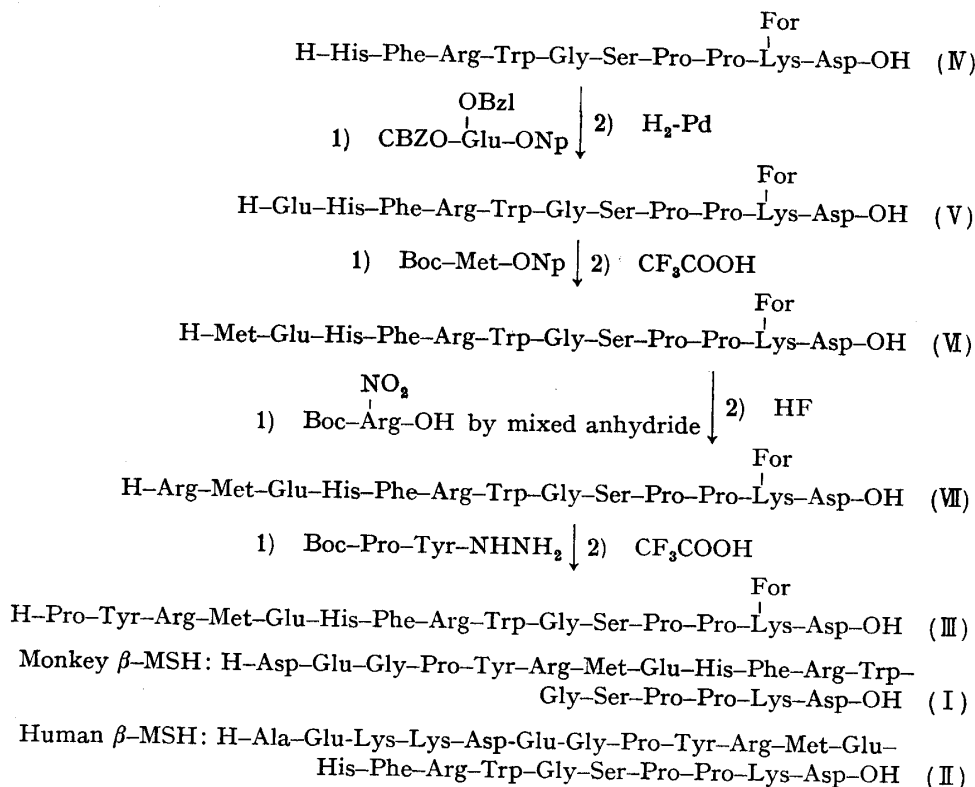 For
H–His–Phe–Arg–Trp–Gly–Ser–Pro–Pro–Lys–Asp–OH (Ⅳ)
OBzl
1) CBZO–Glu–ONp 2) H₂-Pd
For
H–Glu–His–Phe–Arg–Trp–Gly–Ser–Pro–Pro–Lys–Asp–OH (Ⅴ)
1) Boc–Met–ONp 2) CF₃COOH
For
H–Met–Glu–His–Phe–Arg–Trp–Gly–Ser–Pro–Pro–Lys–Asp–OH (Ⅵ)
NO₂
1) Boc–Arg–OH by mixed anhydride 2) HF
For
H–Arg–Met–Glu–His–Phe–Arg–Trp–Gly–Ser–Pro–Pro–Lys–Asp–OH (Ⅶ)
1) Boc–Pro–Tyr–NHNH₂ 2) CF₃COOH
For
H–Pro–Tyr–Arg–Met–Glu–His–Phe–Arg–Trp–Gly–Ser–Pro–Pro–Lys–Asp–OH (Ⅲ)
Monkey β–MSH: H–Asp–Glu–Gly–Pro–Tyr–Arg–Met–Glu–His–Phe–Arg–Trp–
Gly–Ser–Pro–Pro–Lys–Asp–OH (Ⅰ)
Human β–MSH: H–Ala–Glu-Lys–Lys–Asp-Glu-Gly–Pro–Tyr–Arg–Met–Glu–
His–Phe–Arg–Trp–Gly–Ser–Pro–Pro–Lys–Asp–OH (Ⅱ)